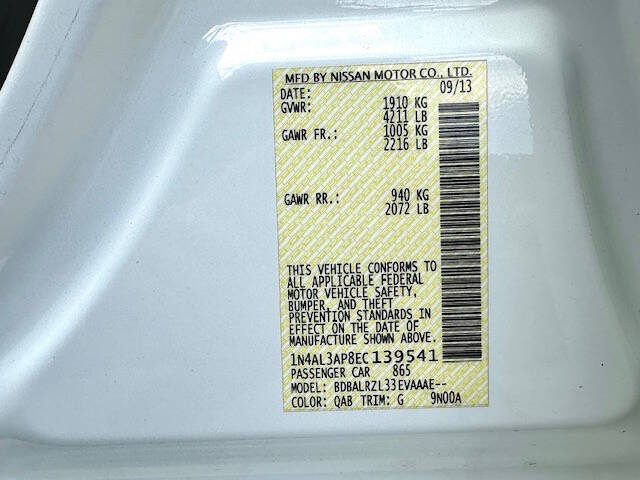 MFD BY NISSAN MOTOR CO., LTD.
DATE: 09/13
GVWR: 1910 KG
4211 LB
GAWR FR.: 1005 KG
2216 LB
GAWR RR.: 940 KG
2072 LB
THIS VEHICLE CONFORMS TO
ALL APPLICABLE FEDERAL
MOTOR VEHICLE SAFETY,
BUMPER, AND THEFT
PREVENTION STANDARDS IN
EFFECT ON THE DATE OF
MANUFACTURE SHOWN ABOVE.
1N4AL3AP8EC139541
PASSENGER CAR 865
MODEL: BDBALRZL33EVAAAE--
COLOR: QAB TRIM: G 9N00A